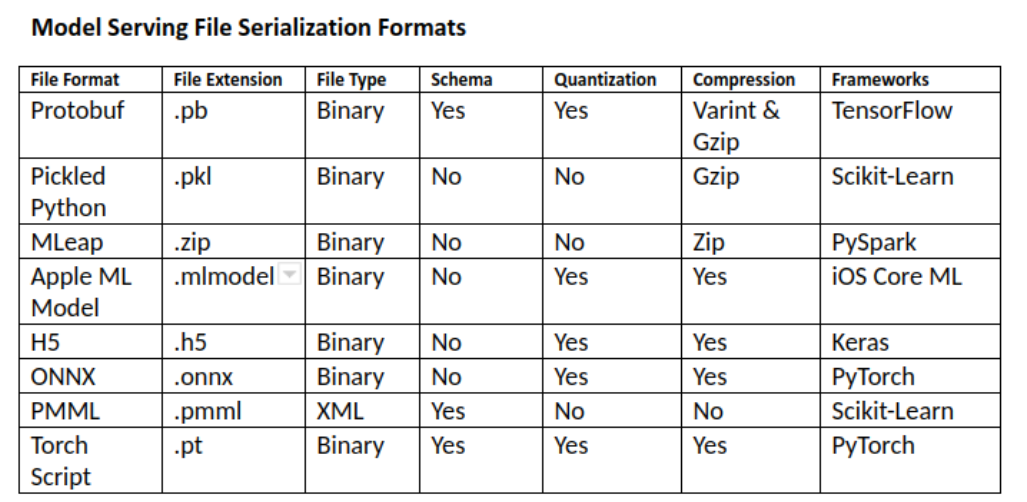 Model Serving File Serialization Formats
File Format File Extension File Type Schema Quantization Compression Frameworks
Protobuf .pb Binary Yes Yes Varint & TensorFlow
Gzip
Pickled .pkl Binary No No Gzip Scikit-Learn
Python
MLeap .zip Binary No No Zip PySpark
Apple ML .mlmodel Binary No Yes Yes iOS Core ML
Model
H5 .h5 Binary No Yes Yes Keras
ONNX .onnx Binary No Yes Yes PyTorch
PMML .pmml XML Yes No No Scikit-Learn
Torch .pt Binary Yes Yes Yes PyTorch
Script